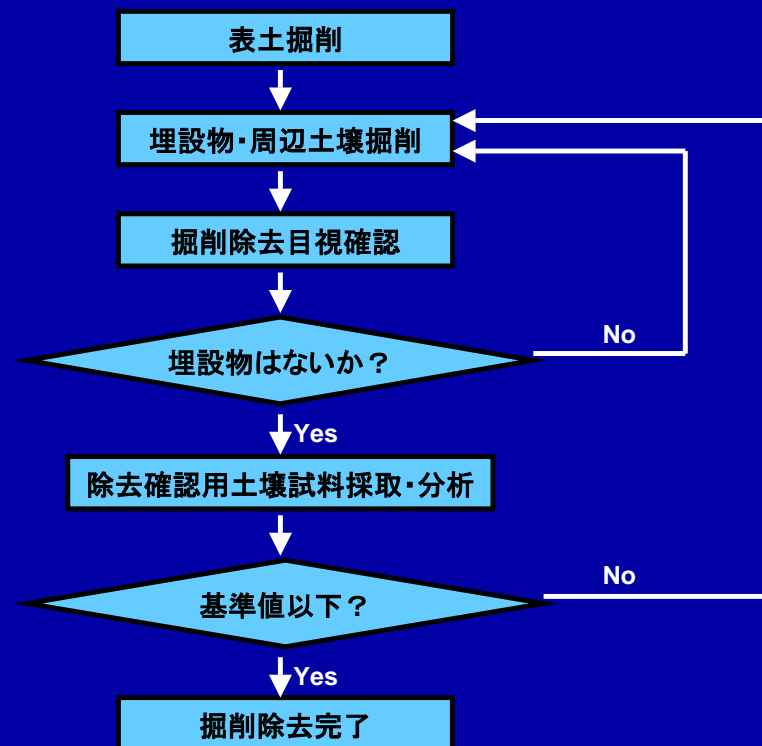 表土掘削
埋設物･周辺土壌掘削
掘削除去目視確認
埋設物はないか？
No
Yes
除去確認用土壌試料採取･分析
基準値以下？
No
Yes
掘削除去完了